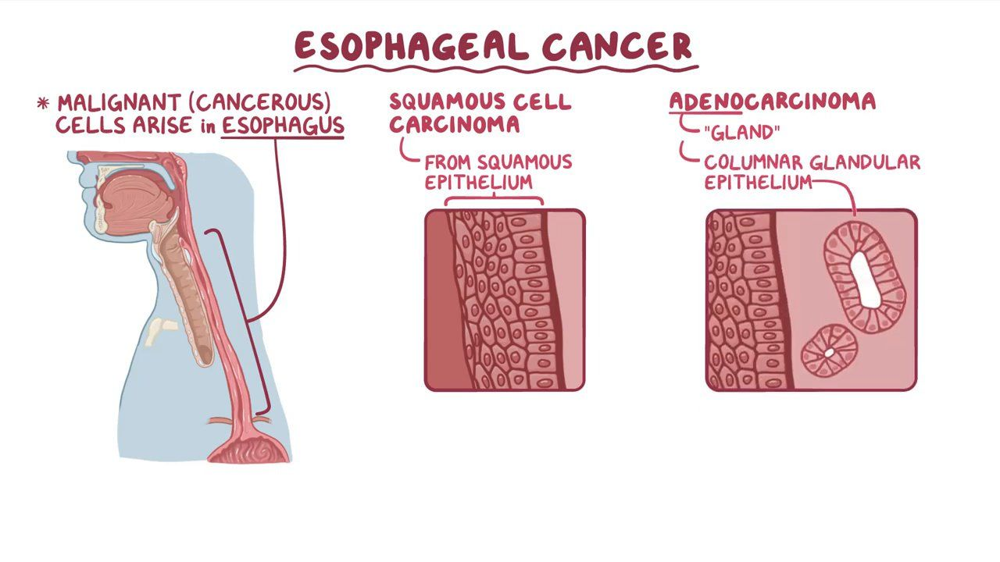 ESOPHAGEAL CANCER
* MALIGNANT (CANCEROUS)
CELLS ARISE in ESOPHAGUS
SQUAMOUS CELL
CARCINOMA
FROM SQUAMOUS
EPITHELIUM
ADENOCARCINOMA
"GLAND"
COLUMNAR GLANDULAR
EPITHELIUM